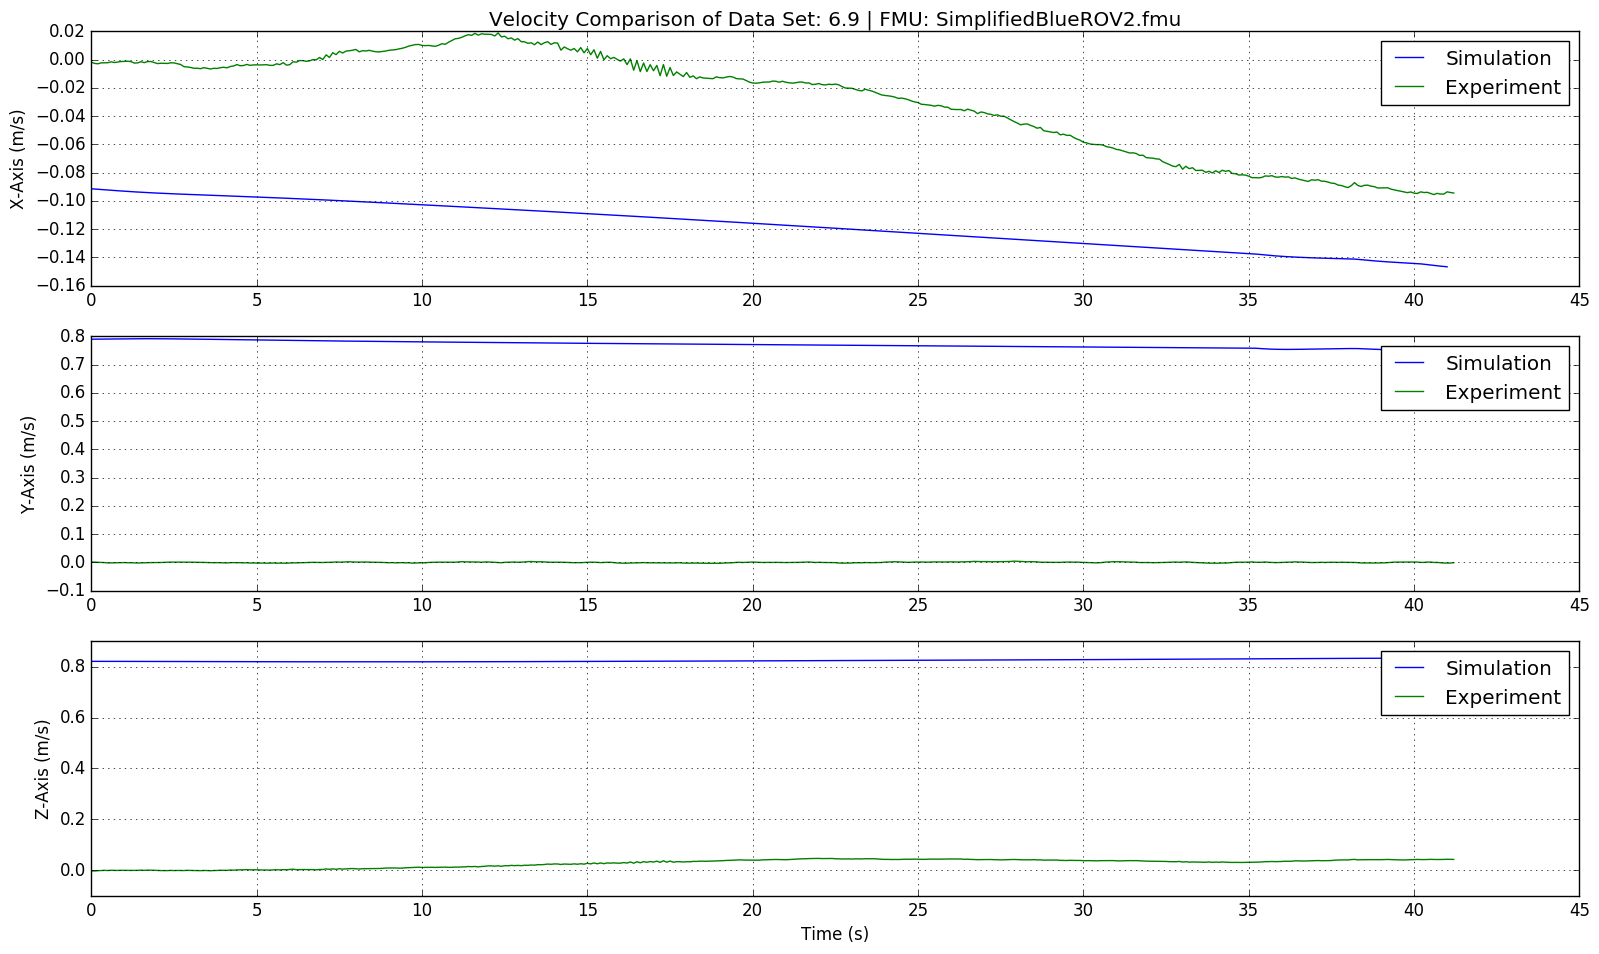 Velocity Comparison of Data Set: 6.9 | FMU: SimplifiedBlueROV2.fmu
0.02
0.00
−0.02
−0.04
−0.06
−0.08
−0.10
−0.12
−0.14
−0.16
X-Axis (m/s)
Simulation
Experiment
0 5 10 15 20 25 30 35 40 45
0.8
0.7
0.6
0.5
0.4
0.3
0.2
0.1
0.0
−0.1
Y-Axis (m/s)
Simulation
Experiment
0 5 10 15 20 25 30 35 40 45
0.8
0.6
0.4
0.2
0.0
Z-Axis (m/s)
Simulation
Experiment
0 5 10 15 20 25 30 35 40 45
Time (s)